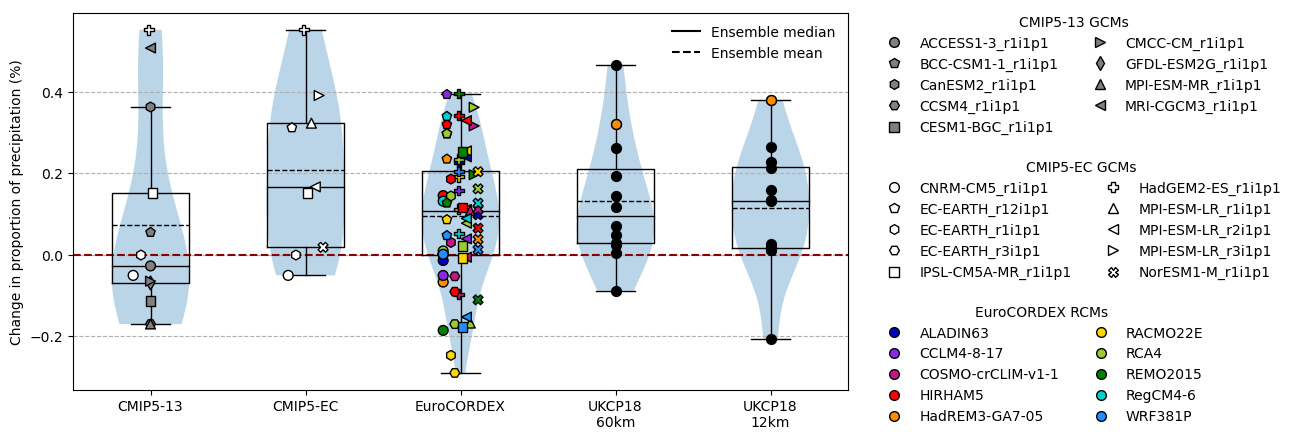 Change in proportion of precipitation (%)
0.4
0.2
0.0
−0.2
Ensemble median
Ensemble mean
CMIP5-13
CMIP5-EC
EuroCORDEX
UKCP18
60km
UKCP18
12km
CMIP5-13 GCMs
ACCESS1-3_r1i1p1
BCC-CSM1-1_r1i1p1
CanESM2_r1i1p1
CCSM4_r1i1p1
CESM1-BGC_r1i1p1
CMCC-CM_r1i1p1
GFDL-ESM2G_r1i1p1
MPI-ESM-MR_r1i1p1
MRI-CGCM3_r1i1p1
CMIP5-EC GCMs
CNRM-CM5_r1i1p1
EC-EARTH_r12i1p1
EC-EARTH_r1i1p1
EC-EARTH_r3i1p1
IPSL-CM5A-MR_r1i1p1
HadGEM2-ES_r1i1p1
MPI-ESM-LR_r1i1p1
MPI-ESM-LR_r2i1p1
MPI-ESM-LR_r3i1p1
NorESM1-M_r1i1p1
EuroCORDEX RCMs
ALADIN63
CCLM4-8-17
COSMO-crCLIM-v1-1
HIRHAM5
HadREM3-GA7-05
RACMO22E
RCA4
REMO2015
RegCM4-6
WRF381P